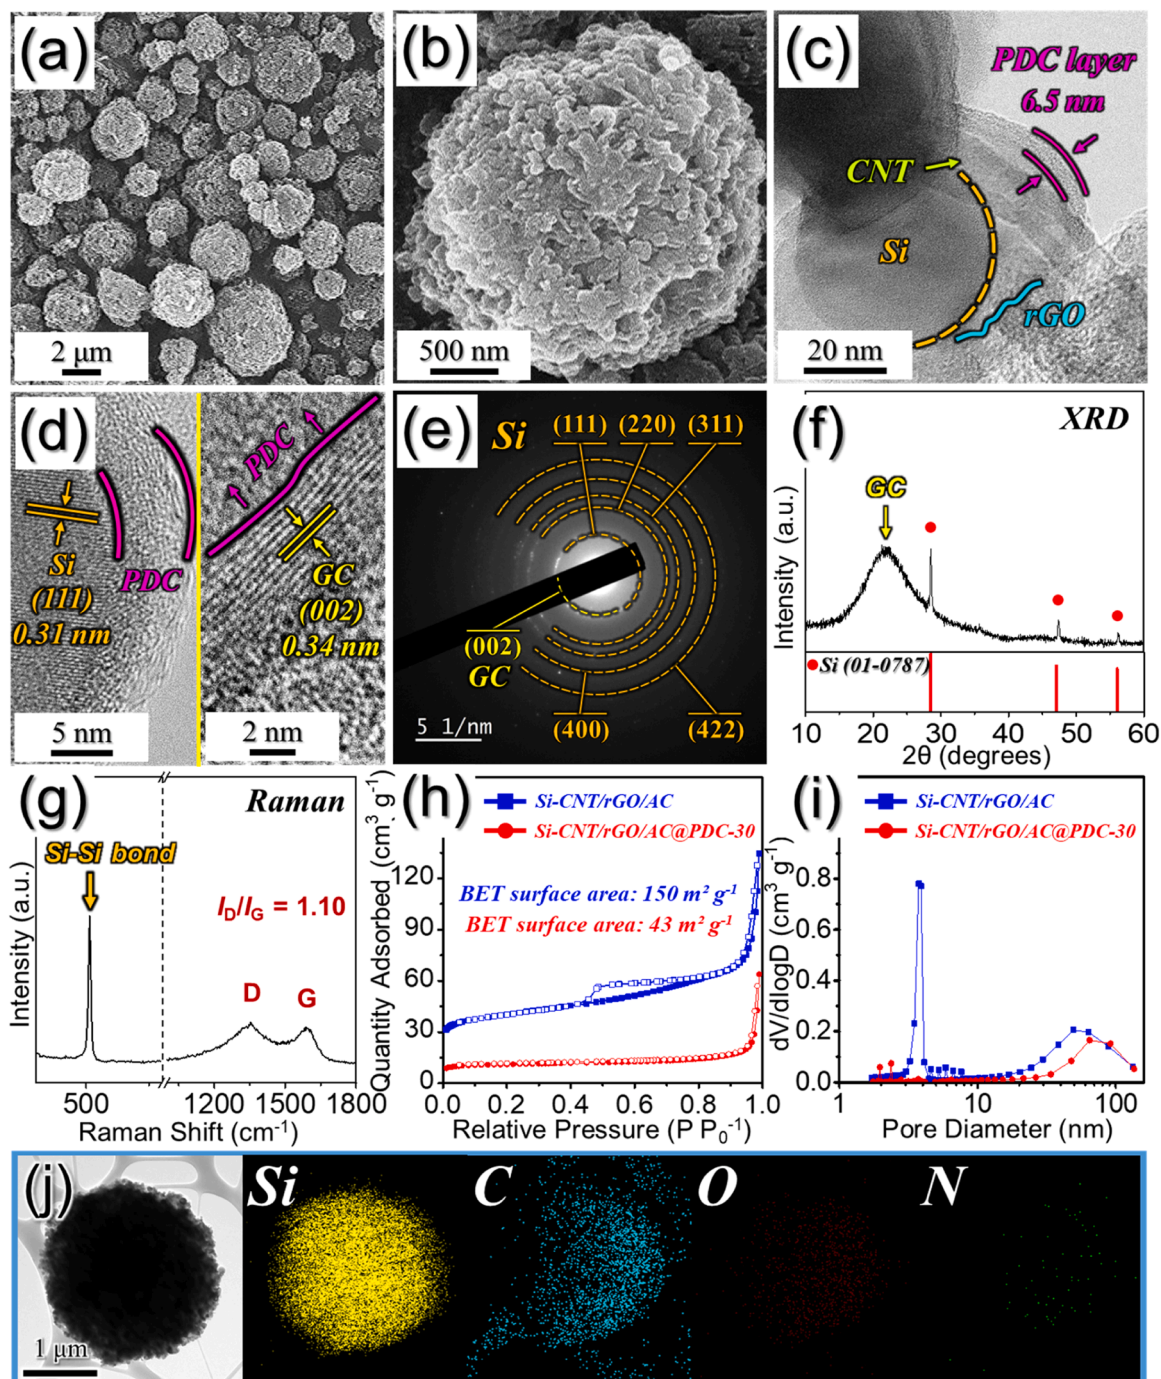 (a)
2 μm
(b)
500 nm
(c)
PDC layer
6.5 nm
CNT
Si
rGO
20 nm
(d)
Si
(111)
0.31 nm
PDC
5 nm
PDC
GC
(002)
0.34 nm
2 nm
(e)
Si
(111)
(220)
(311)
(002)
GC
(400)
(422)
5 1/nm
(f)
XRD
GC
Intensity (a.u.)
Si (01-0787)
10 20 30 40 50 60
2θ (degrees)
(g)
Raman
Si-Si bond
I_D/I_G = 1.10
D
G
Intensity (a.u.)
500 1200 1500 1800
Raman Shift (cm⁻¹)
(h)
Si-CNT/rGO/AC
Si-CNT/rGO/AC@PDC-30
BET surface area: 150 m² g⁻¹
BET surface area: 43 m² g⁻¹
Quantity Adsorbed (cm³ g⁻¹)
120
90
60
30
0
0.0 0.2 0.4 0.6 0.8 1.0
Relative Pressure (P P₀⁻¹)
(i)
Si-CNT/rGO/AC
Si-CNT/rGO/AC@PDC-30
dV/dlogD (cm³ g⁻¹)
0.8
0.6
0.4
0.2
0.0
1 10 100
Pore Diameter (nm)
(j)
1 μm
Si
C
O
N